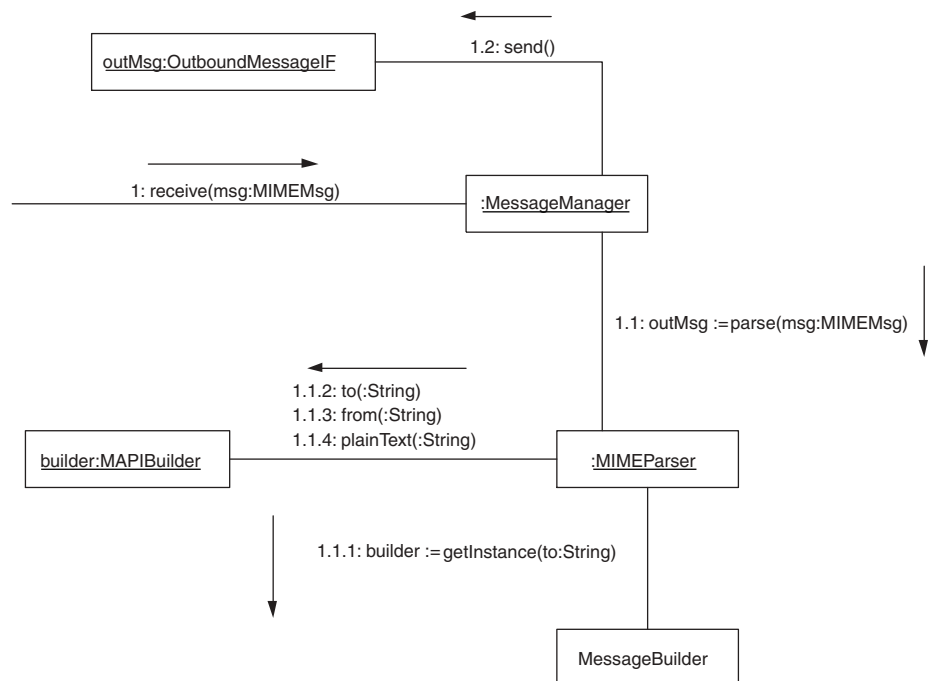 1.2: send()
outMsg:OutboundMessageIF
1: receive(msg:MIMEMsg)
:MessageManager
1.1: outMsg :=parse(msg:MIMEMsg)
1.1.2: to(:String)
1.1.3: from(:String)
1.1.4: plainText(:String)
builder:MAPIBuilder
:MIMEParser
1.1.1: builder :=getInstance(to:String)
MessageBuilder